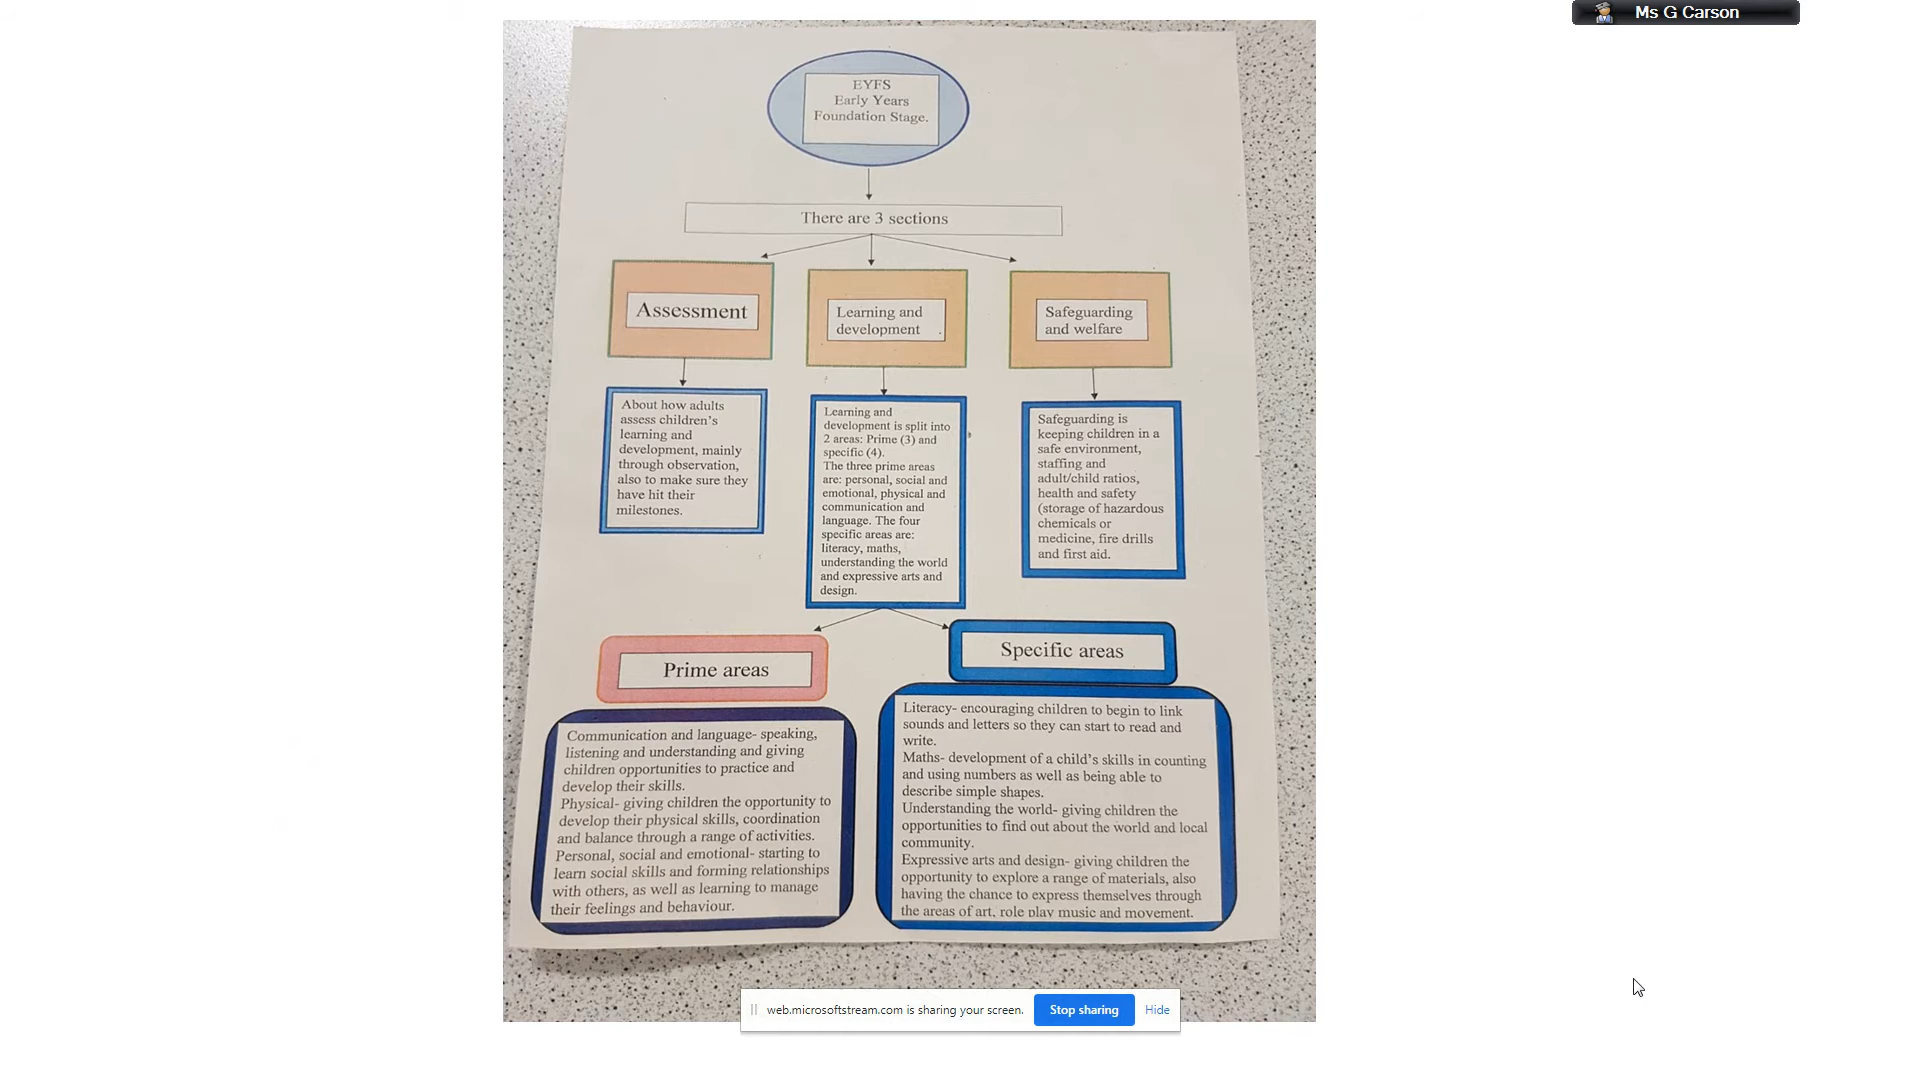 Ms G Carson
EYFS
Early Years
Foundation Stage.
There are 3 sections
Assessment
Learning and
development
Safeguarding
and welfare
About how adults
assess children's
learning and
development, mainly
through observation,
also to make sure they
have hit their
milestones.
Learning and
development is split into
2 areas: Prime (3) and
specific (4).
The three prime areas
are: personal, social and
emotional, physical and
communication and
language. The four
specific areas are:
literacy, maths,
understanding the world
and expressive arts and
design.
Safeguarding is
keeping children in a
safe environment,
staffing and
adult/child ratios,
health and safety
(storage of hazardous
chemicals or
medicine, fire drills
and first aid.
Prime areas
Communication and language- speaking,
listening and understanding and giving
children opportunities to practice and
develop their skills.
Physical- giving children the opportunity to
develop their physical skills, coordination
and balance through a range of activities.
Personal, social and emotional- starting to
learn social skills and forming relationships
with others, as well as learning to manage
their feelings and behaviour.
Specific areas
Literacy- encouraging children to begin to link
sounds and letters so they can start to read and
write.
Maths- development of a child's skills in counting
and using numbers as well as being able to
describe simple shapes.
Understanding the world- giving children the
opportunities to find out about the world and local
community.
Expressive arts and design- giving children the
opportunity to explore a range of materials, also
having the chance to express themselves through
the areas of art, role play music and movement.
web.microsoftstream.com is sharing your screen.
Stop sharing
Hide